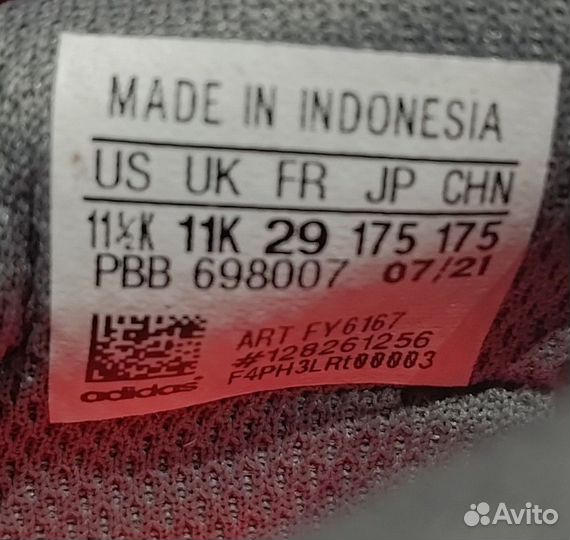 MADE IN INDONESIA
US UK FR JP CHN
11½K 11K 29 175 175
PBB 698007 07/21
ART FY6167
#128261256
F4PH3LRt00003
adidas
Avito